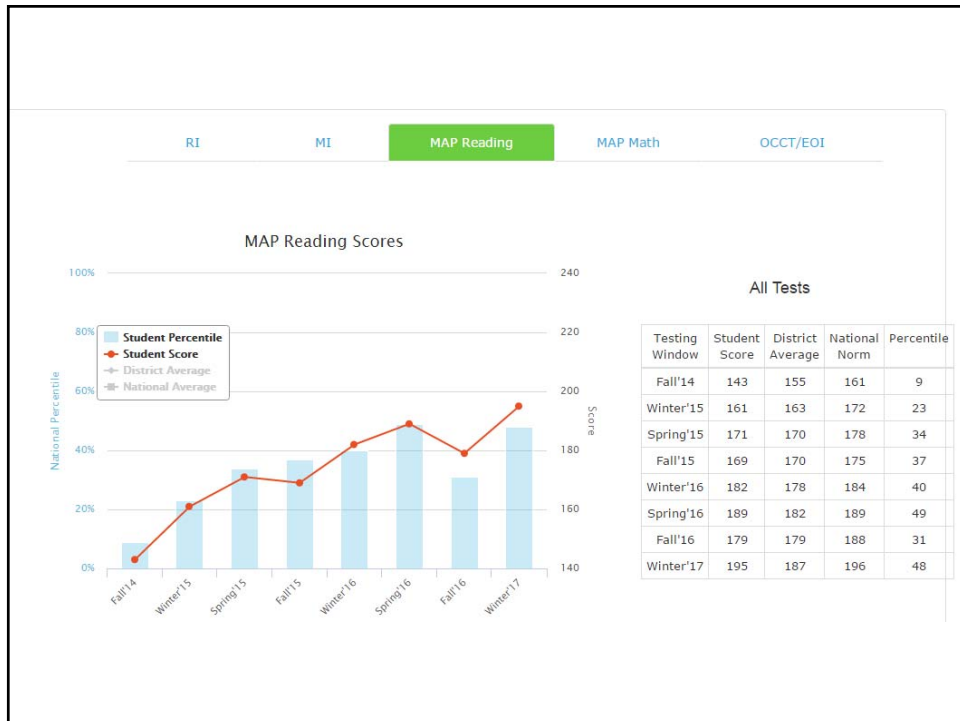 RI MI MAP Reading MAP Math OCCT/EOI
MAP Reading Scores
100%
80%
60%
40%
20%
0%
National Percentile
240
220
200
180
160
140
Score
Student Percentile
Student Score
District Average
National Average
Fall'14 Winter'15 Spring'15 Fall'15 Winter'16 Spring'16 Fall'16 Winter'17
All Tests
Testing Window Student Score District Average National Norm Percentile
Fall'14 143 155 161 9
Winter'15 161 163 172 23
Spring'15 171 170 178 34
Fall'15 169 170 175 37
Winter'16 182 178 184 40
Spring'16 189 182 189 49
Fall'16 179 179 188 31
Winter'17 195 187 196 48